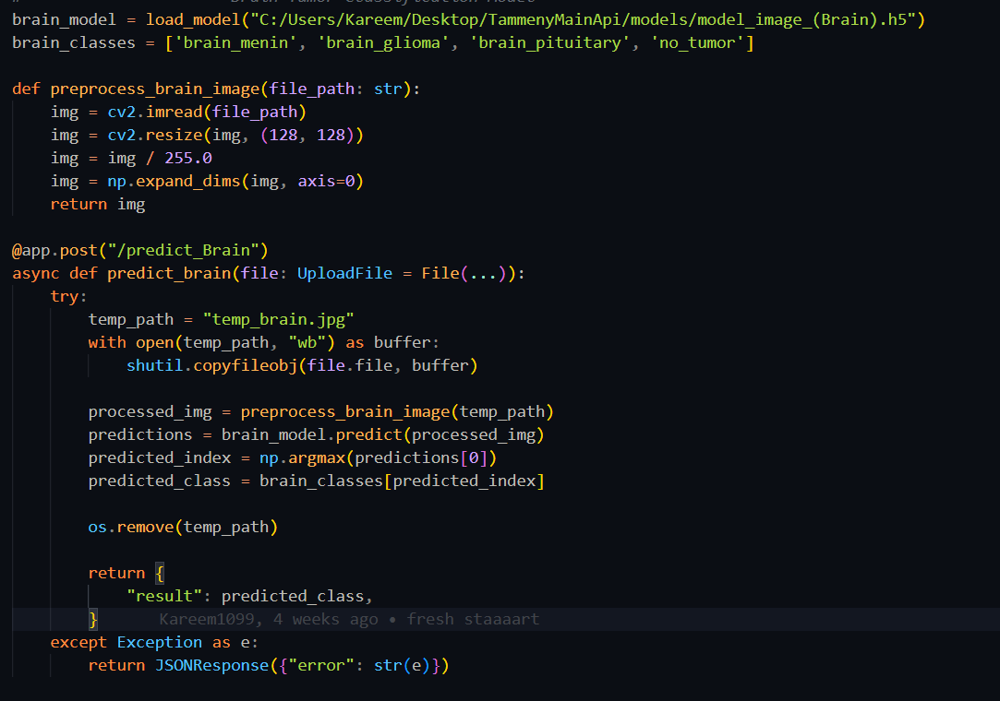 # Brain Tumor Classification Model
brain_model = load_model("C:/Users/Kareem/Desktop/TammenyMainApi/models/model_image_(Brain).h5")
brain_classes = ['brain_menin', 'brain_glioma', 'brain_pituitary', 'no_tumor']
def preprocess_brain_image(file_path: str):
img = cv2.imread(file_path)
img = cv2.resize(img, (128, 128))
img = img / 255.0
img = np.expand_dims(img, axis=0)
return img
@app.post("/predict_Brain")
async def predict_brain(file: UploadFile = File(...)):
try:
temp_path = "temp_brain.jpg"
with open(temp_path, "wb") as buffer:
shutil.copyfileobj(file.file, buffer)
processed_img = preprocess_brain_image(temp_path)
predictions = brain_model.predict(processed_img)
predicted_index = np.argmax(predictions[0])
predicted_class = brain_classes[predicted_index]
os.remove(temp_path)
return {
"result": predicted_class,
} Kareem1099, 4 weeks ago • fresh staaaart
except Exception as e:
return JSONResponse({"error": str(e)})